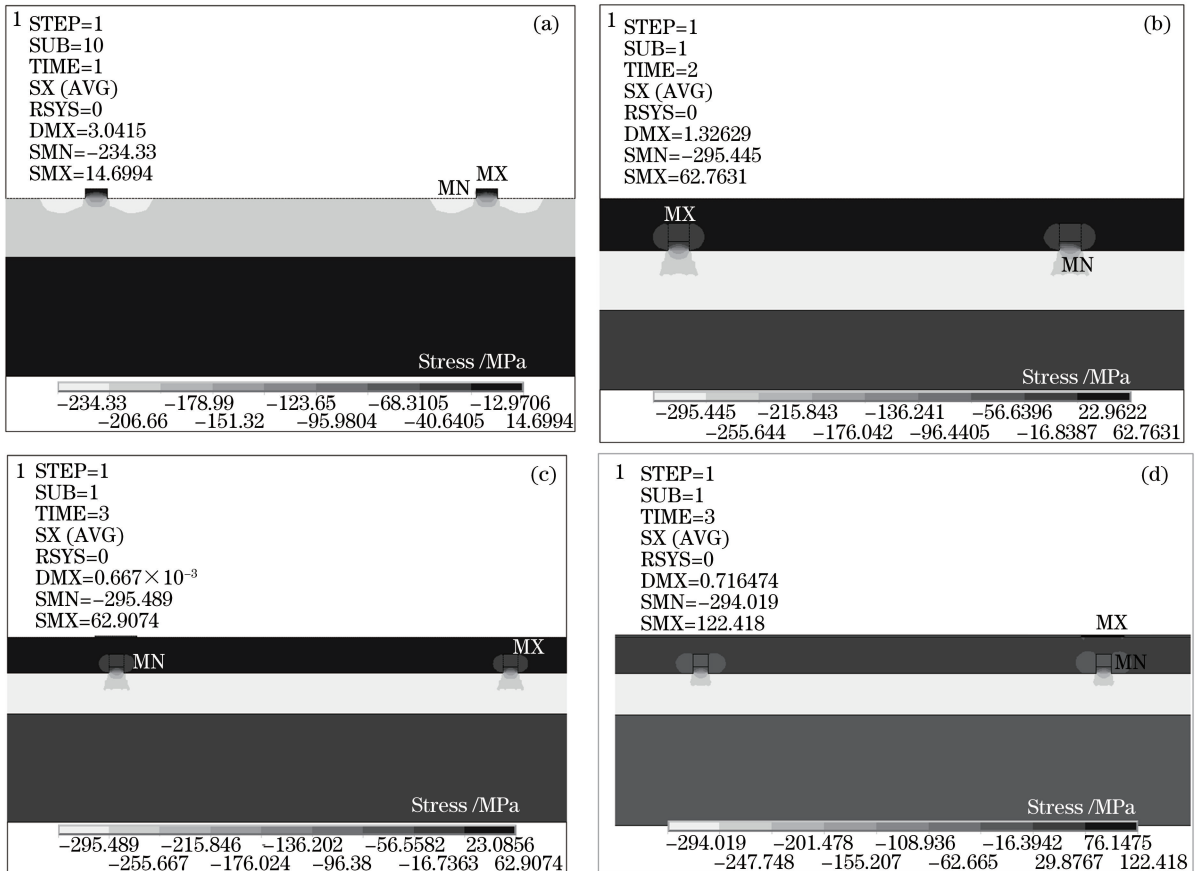 1 STEP=1
SUB=10
TIME=1
SX (AVG)
RSYS=0
DMX=3.0415
SMN=−234.33
SMX=14.6994
(a)
MN
MX
Stress /MPa
−234.33 −178.99 −123.65 −68.3105 −12.9706
−206.66 −151.32 −95.9804 −40.6405 14.6994
1 STEP=1
SUB=1
TIME=2
SX (AVG)
RSYS=0
DMX=1.32629
SMN=−295.445
SMX=62.7631
(b)
MX
MN
Stress /MPa
−295.445 −215.843 −136.241 −56.6396 22.9622
−255.644 −176.042 −96.4405 −16.8387 62.7631
1 STEP=1
SUB=1
TIME=3
SX (AVG)
RSYS=0
DMX=0.667×10⁻³
SMN=−295.489
SMX=62.9074
(c)
MX
MN
Stress /MPa
−295.489 −215.846 −136.202 −56.5582 23.0856
−255.667 −176.024 −96.38 −16.7363 62.9074
1 STEP=1
SUB=1
TIME=3
SX (AVG)
RSYS=0
DMX=0.716474
SMN=−294.019
SMX=122.418
(d)
MX
MN
Stress /MPa
−294.019 −201.478 −108.936 −16.3942 76.1475
−247.748 −155.207 −62.665 29.8767 122.418